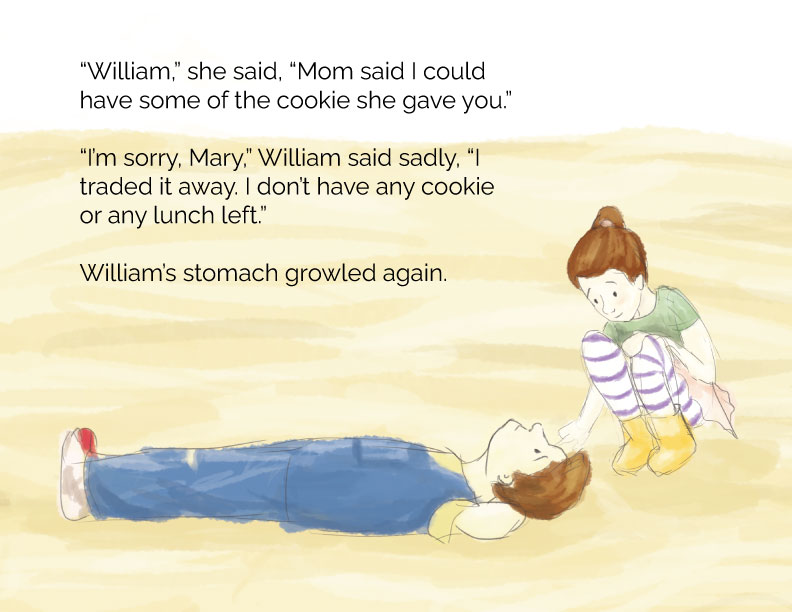 “William,” she said, “Mom said I could
have some of the cookie she gave you.”
“I’m sorry, Mary,” William said sadly, “I
traded it away. I don’t have any cookie
or any lunch left.”
William’s stomach growled again.